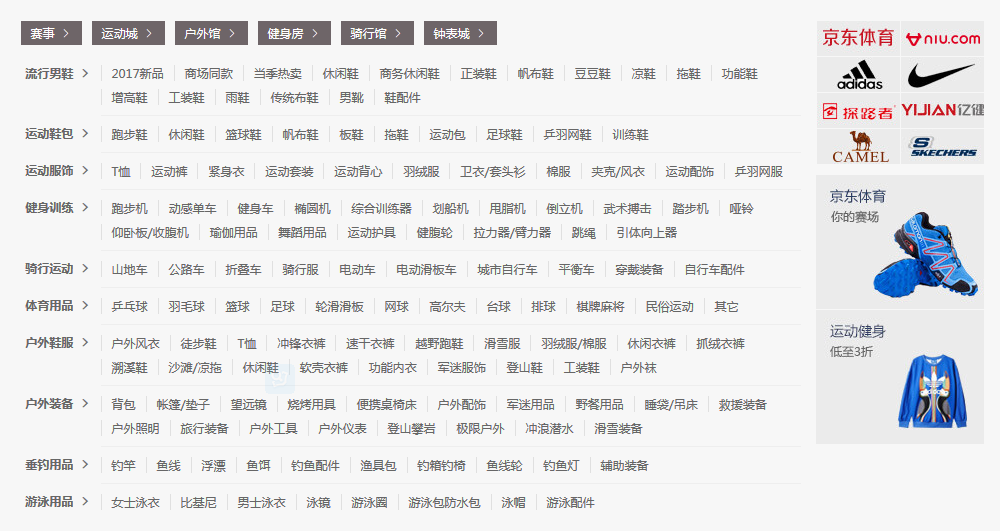 赛事 运动城 户外馆 健身房 骑行馆 钟表城
流行男鞋 2017新品 商场同款 当季热卖 休闲鞋 商务休闲鞋 正装鞋 帆布鞋 豆豆鞋 凉鞋 拖鞋 功能鞋
增高鞋 工装鞋 雨鞋 传统布鞋 男靴 鞋配件
运动鞋包 跑步鞋 休闲鞋 篮球鞋 帆布鞋 板鞋 拖鞋 运动包 足球鞋 乒羽网鞋 训练鞋
运动服饰 T恤 运动裤 紧身衣 运动套装 运动背心 羽绒服 卫衣/套头衫 棉服 夹克/风衣 运动配饰 乒羽网服
健身训练 跑步机 动感单车 健身车 椭圆机 综合训练器 划船机 甩脂机 倒立机 武术搏击 踏步机 哑铃
仰卧板/收腹机 瑜伽用品 舞蹈用品 运动护具 健腹轮 拉力器/臂力器 跳绳 引体向上器
骑行运动 山地车 公路车 折叠车 骑行服 电动车 电动滑板车 城市自行车 平衡车 穿戴装备 自行车配件
体育用品 乒乓球 羽毛球 篮球 足球 轮滑滑板 网球 高尔夫 台球 排球 棋牌麻将 民俗运动 其它
户外鞋服 户外风衣 徒步鞋 T恤 冲锋衣裤 速干衣裤 越野跑鞋 滑雪服 羽绒服/棉服 休闲衣裤 抓绒衣裤
溯溪鞋 沙滩/凉拖 休闲鞋 软壳衣裤 功能内衣 军迷服饰 登山鞋 工装鞋 户外袜
户外装备 背包 帐篷/垫子 望远镜 烧烤用具 便携桌椅床 户外配饰 军迷用品 野餐用品 睡袋/吊床 救援装备
户外照明 旅行装备 户外工具 户外仪表 登山攀岩 极限户外 冲浪潜水 滑雪装备
垂钓用品 钓竿 鱼线 浮漂 鱼饵 钓鱼配件 渔具包 钓箱钓椅 鱼线轮 钓鱼灯 辅助装备
游泳用品 女士泳衣 比基尼 男士泳衣 泳镜 游泳圈 游泳包防水包 泳帽 游泳配件
京东体育 niu.com
adidas
探路者 YIJIAN亿健
CAMEL SKECHERS
京东体育
你的赛场
运动健身
低至3折